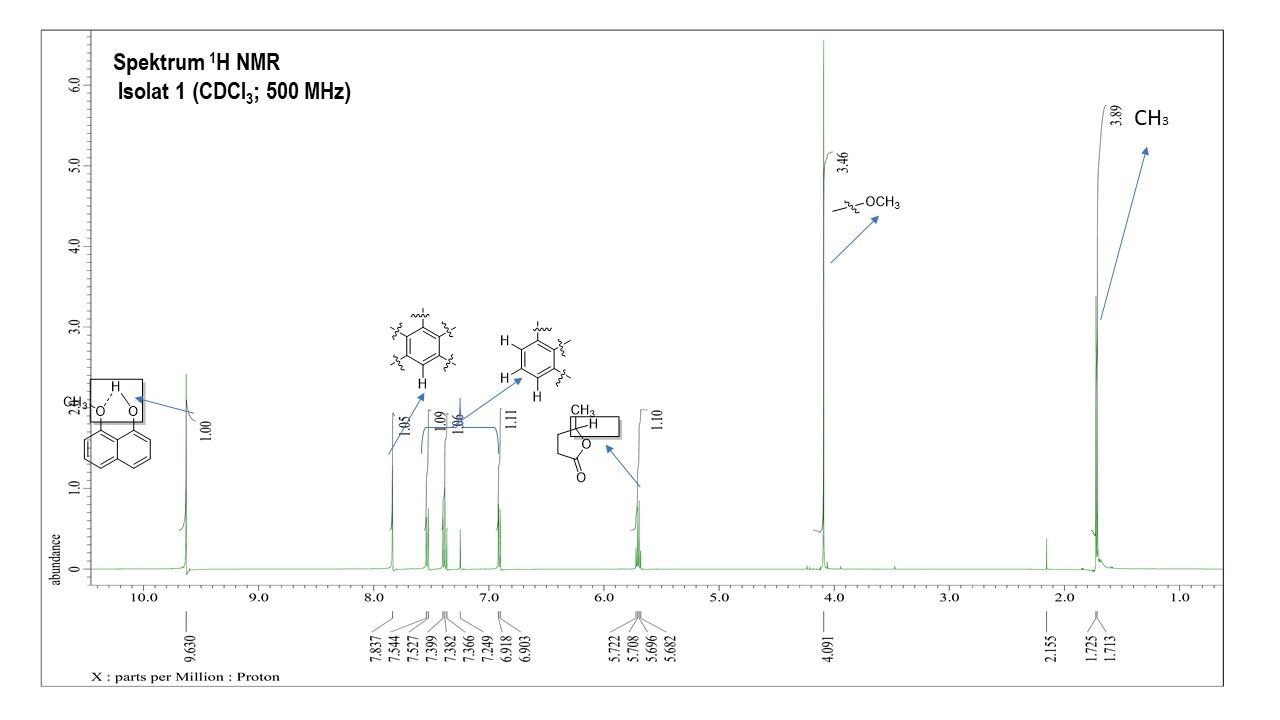 Spektrum ¹H NMR
Isolat 1 (CDCl₃; 500 MHz)
abundance
6.0
5.0
4.0
3.0
2.0
1.0
0
CH₃
3.89
3.46
OCH₃
H
H
H
H
CH₃
H
O
O
CH₃
H
O
O
1.00
1.05
1.09
1.06
1.11
1.10
10.0 9.0 8.0 7.0 6.0 5.0 4.0 3.0 2.0 1.0
9.630 7.837 7.544 7.527 7.399 7.382 7.366 7.249 6.918 6.903 5.722 5.708 5.696 5.682 4.091 2.155 1.725 1.713
X : parts per Million : Proton